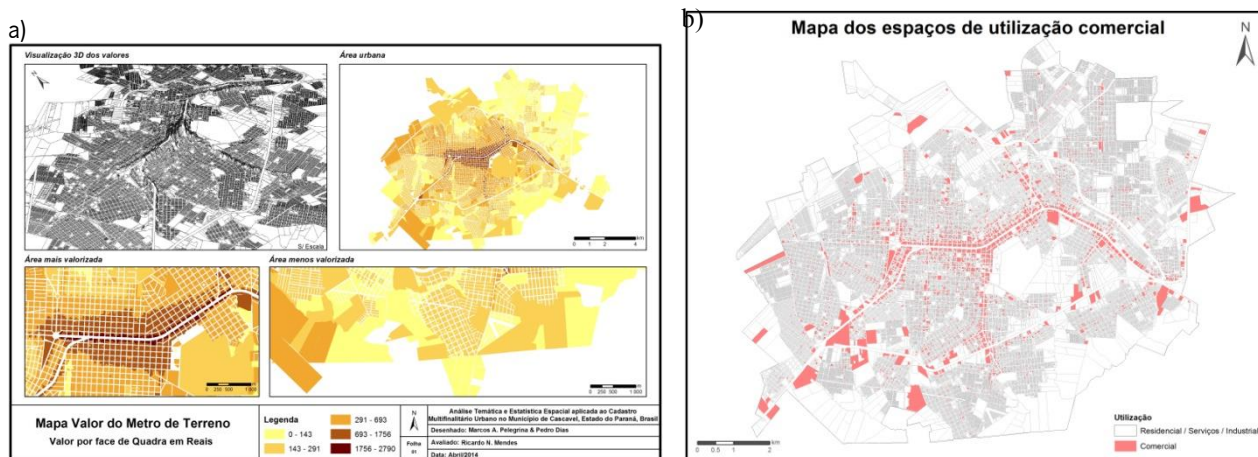 a)
Visualização 3D dos valores
N
S/ Escala
Área urbana
km
0 1 2 4
Área mais valorizada
m
0 250 500 1 000
Área menos valorizada
m
0 250 500 1 000
Mapa Valor do Metro de Terreno
Valor por face de Quadra em Reais
Legenda
0 - 143
143 - 291
291 - 693
693 - 1756
1756 - 2790
N
Folha
01
Análise Temática e Estatística Espacial aplicada ao Cadastro
Multifinalitário Urbano no Município de Cascavel, Estado do Paraná, Brasil
Desenhado: Marcos A. Pelegrina & Pedro Dias
Avaliado: Ricardo N. Mendes
Data: Abril/2014
b)
Mapa dos espaços de utilização comercial
N
km
0 0.5 1 2
Utilização
Residencial / Serviços / Industrial
Comercial